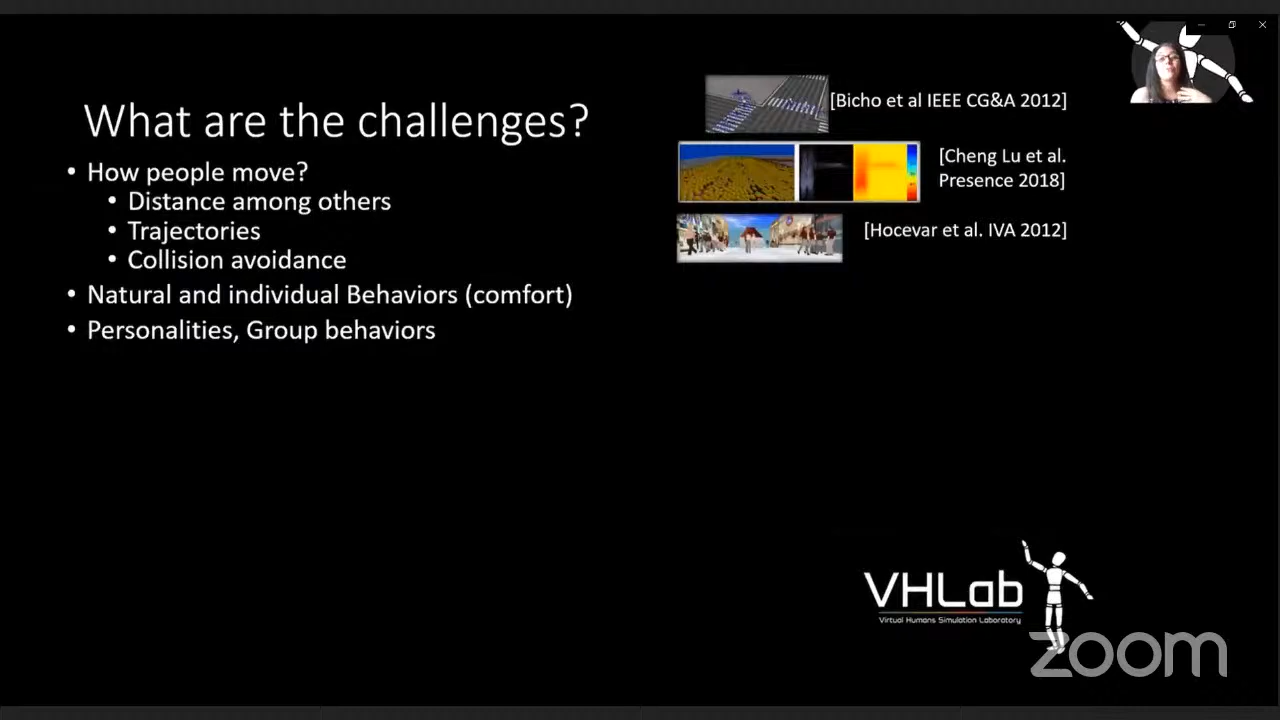 What are the challenges?
• How people move?
• Distance among others
• Trajectories
• Collision avoidance
• Natural and individual Behaviors (comfort)
• Personalities, Group behaviors
[Bicho et al IEEE CG&A 2012]
[Cheng Lu et al.
Presence 2018]
[Hocevar et al. IVA 2012]
VHLab
Virtual Humans Simulation Laboratory
zoom